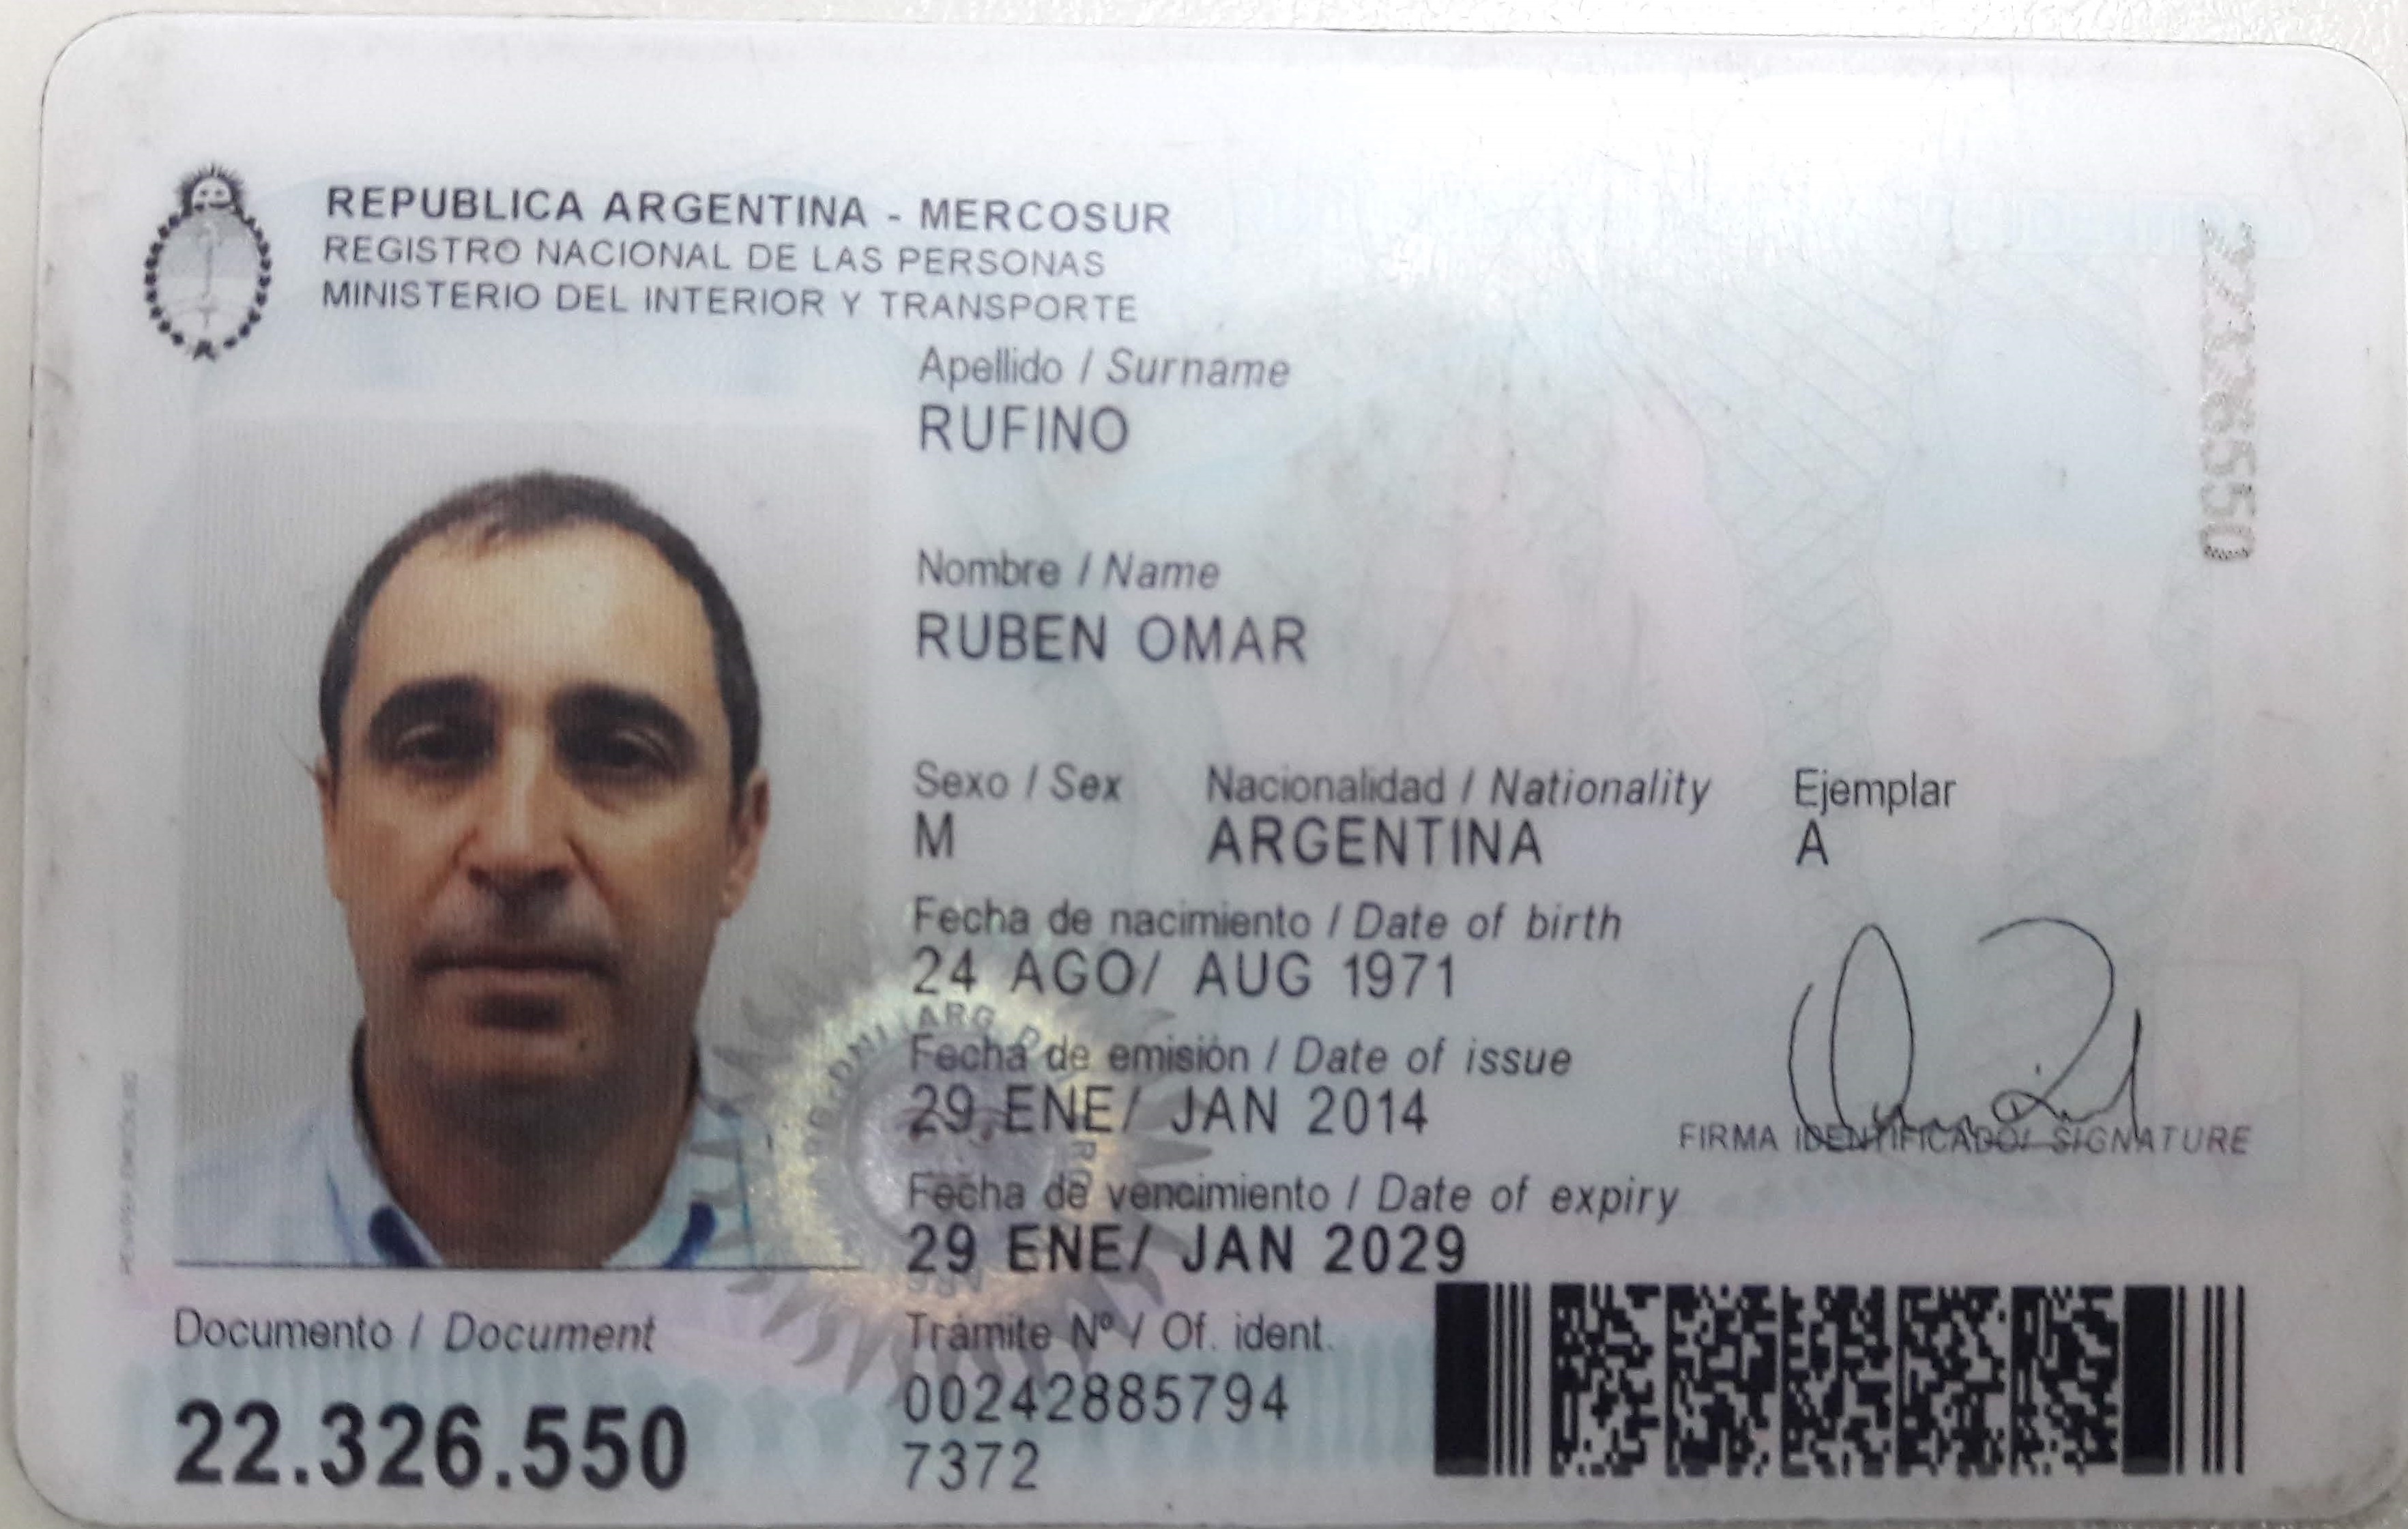 REPUBLICA ARGENTINA - MERCOSUR
REGISTRO NACIONAL DE LAS PERSONAS
MINISTERIO DEL INTERIOR Y TRANSPORTE
Apellido / Surname
RUFINO
Nombre / Name
RUBEN OMAR
Sexo / Sex Nacionalidad / Nationality Ejemplar
M ARGENTINA A
Fecha de nacimiento / Date of birth
24 AGO/ AUG 1971
Fecha de emisión / Date of issue
29 ENE/ JAN 2014
FIRMA IDENTIFICADO/ SIGNATURE
Fecha de vencimiento / Date of expiry
29 ENE/ JAN 2029
Documento / Document
22.326.550
Trámite Nº / Of. ident.
00242885794
7372
22326550